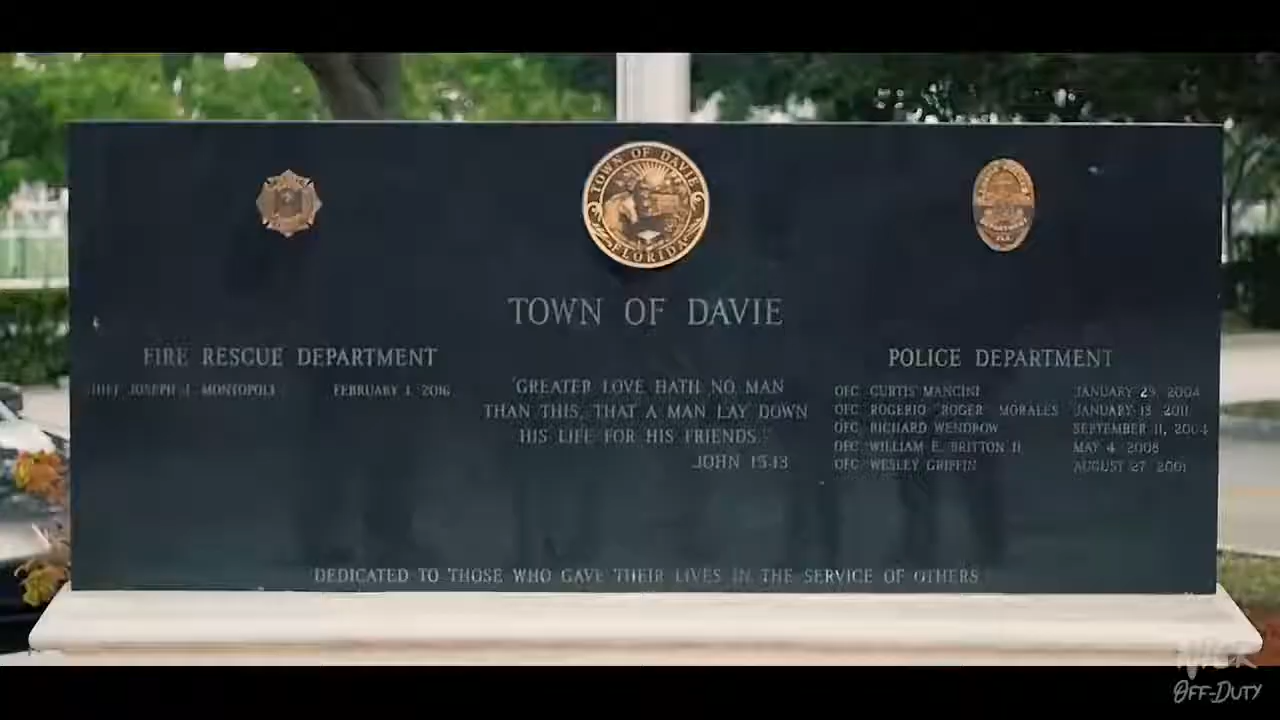 TOWN OF DAVIE
FLORIDA
TOWN OF DAVIE
FIRE RESCUE DEPARTMENT
CHIEF JOSEPH J. MONTOPOLI FEBRUARY 1, 2016
"GREATER LOVE HATH NO MAN
THAN THIS, THAT A MAN LAY DOWN
HIS LIFE FOR HIS FRIENDS."
JOHN 15:13
POLICE DEPARTMENT
OFC. CURTIS MANCINI JANUARY 29, 2004
OFC. ROGERIO "ROGER" MORALES JANUARY 13, 2011
OFC. RICHARD WENDROW SEPTEMBER 11, 2004
OFC. WILLIAM E. BRITTON II MAY 4, 2008
OFC. WESLEY GRIFFIN AUGUST 27, 2001
"DEDICATED TO THOSE WHO GAVE THEIR LIVES IN THE SERVICE OF OTHERS"
OFF-DUTY